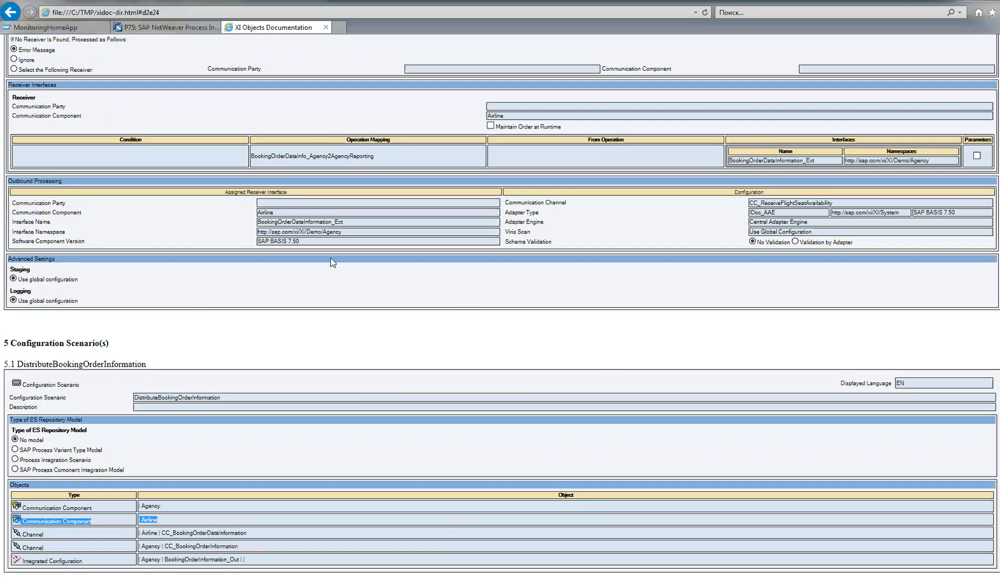 file:///C:/TMP/xidoc-dir.html#d2e24
Поиск...
MonitoringHomeApp
P75: SAP NetWeaver Process In...
XI Objects Documentation
If No Receiver Is Found, Processed as Follows:
Error Message
Ignore
Select the Following Receiver: Communication Party Communication Component
Receiver Interfaces
Receiver
Communication Party
Communication Component Airline
Maintain Order at Runtime
Condition Operation Mapping From Operation Interfaces Parameters
Name Namespaces
BookingOrderDataInfo_Agency2AgencyReporting
BookingOrderDataInformation_Ext http://sap.com/xi/XI/Demo/Agency
Outbound Processing
Assigned Receiver Interface Configuration
Communication Party Communication Channel CC_ReceiveFlightSeatAvailability
Communication Component Airline Adapter Type IDoc_AAE http://sap.com/xi/XI/System SAP BASIS 7.50
Interface Name BookingOrderDataInformation_Ext Adapter Engine Central Adapter Engine
Interface Namespace http://sap.com/xi/XI/Demo/Agency Viris Scan Use Global Configuration
Software Component Version SAP BASIS 7.50 Schema Validation No Validation Validation by Adapter
Advanced Settings
Staging
Use global configuration
Logging
Use global configuration
5 Configuration Scenario(s)
5.1 DistributeBookingOrderInformation
Configuration Scenario Displayed Language EN
Configuration Scenario DistributeBookingOrderInformation
Description
Type of ES Repository Model
Type of ES Repository Model
No model
SAP Process Variant Type Model
Process Integration Scenario
SAP Process Comonent Integration Model
Objects
Type Object
Communication Component | Agency
Communication Component | Airline
Channel | Airline | CC_BookingOrderDataInformation
Channel | Agency | CC_BookingOrderInformation
Integrated Configuration | Agency | BookingOrderInformation_Out | |